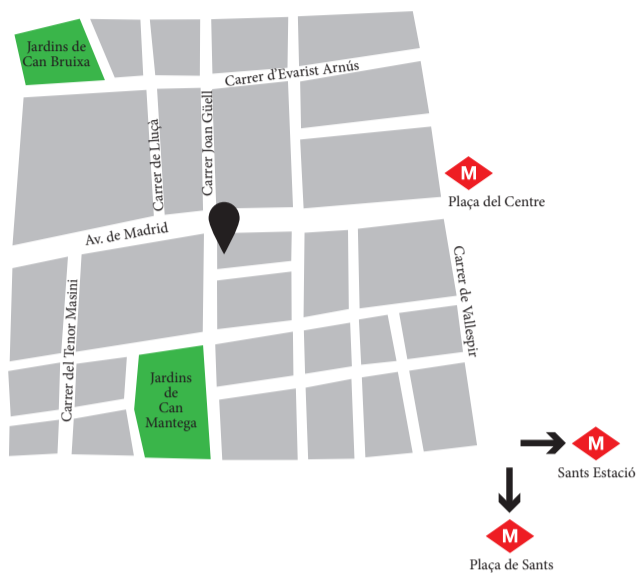 Jardins de
Can Bruixa
Carrer d'Evarist Arnús
Carrer de Lluçà
Carrer Joan Güell
M
Plaça del Centre
Av. de Madrid
Carrer de Vallespir
Carrer del Tenor Masini
Jardins
de
Can
Mantega
M
Sants Estació
M
Plaça de Sants